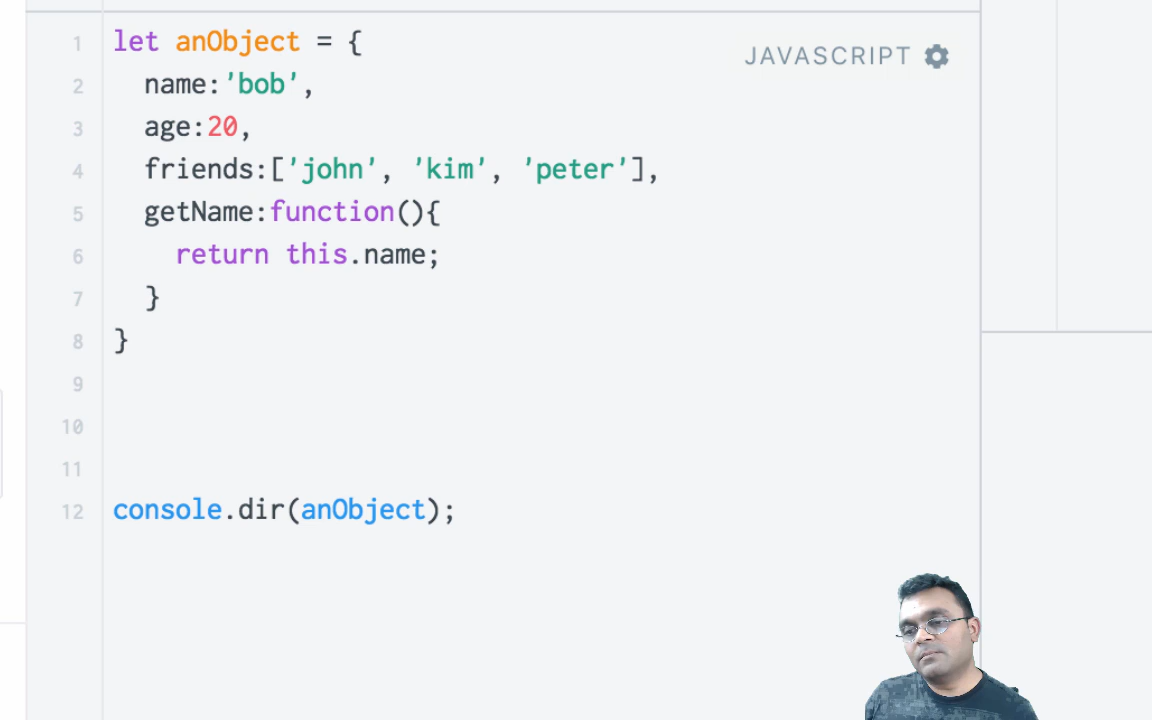 JAVASCRIPT
1 let anObject = {
2 name:'bob',
3 age:20,
4 friends:['john', 'kim', 'peter'],
5 getName:function(){
6 return this.name;
7 }
8 }
9
10
11
12 console.dir(anObject);